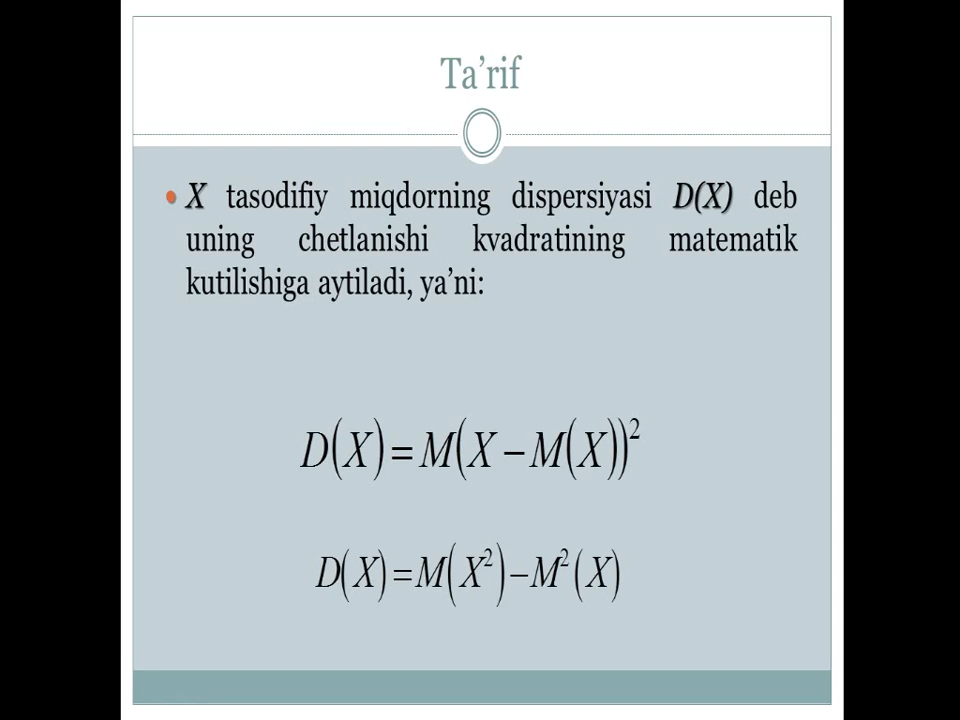 Ta’rif
• X tasodifiy miqdorning dispersiyasi D(X) deb
uning chetlanishi kvadratining matematik
kutilishiga aytiladi, ya’ni:
D(X)=M(X−M(X))²
D(X)=M(X²)−M²(X)